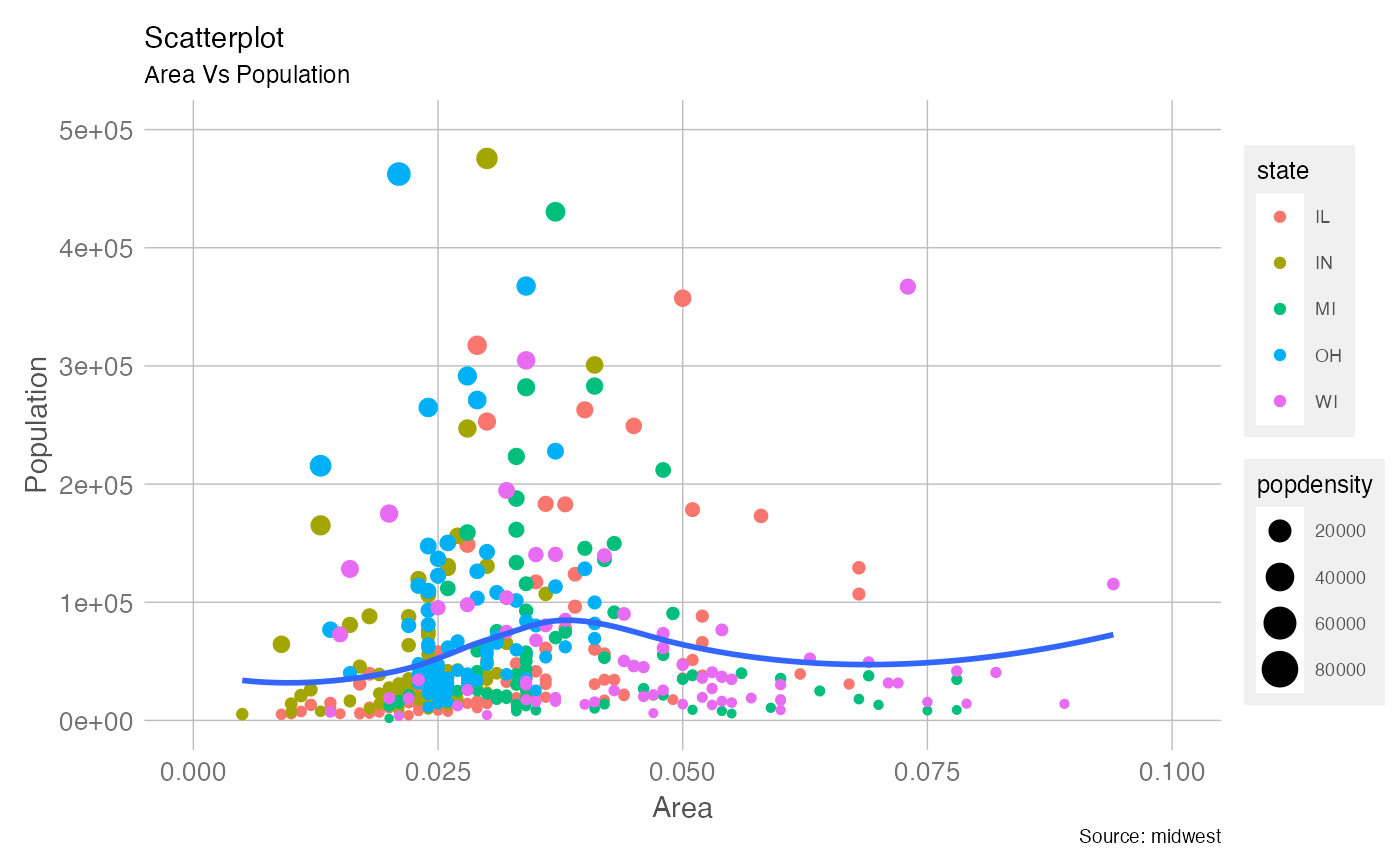 Scatterplot
Area Vs Population
5e+05
4e+05
3e+05
2e+05
1e+05
0e+00
Population
0.000
0.025
0.050
0.075
0.100
Area
Source: midwest
state
IL
IN
MI
OH
WI
popdensity
20000
40000
60000
80000